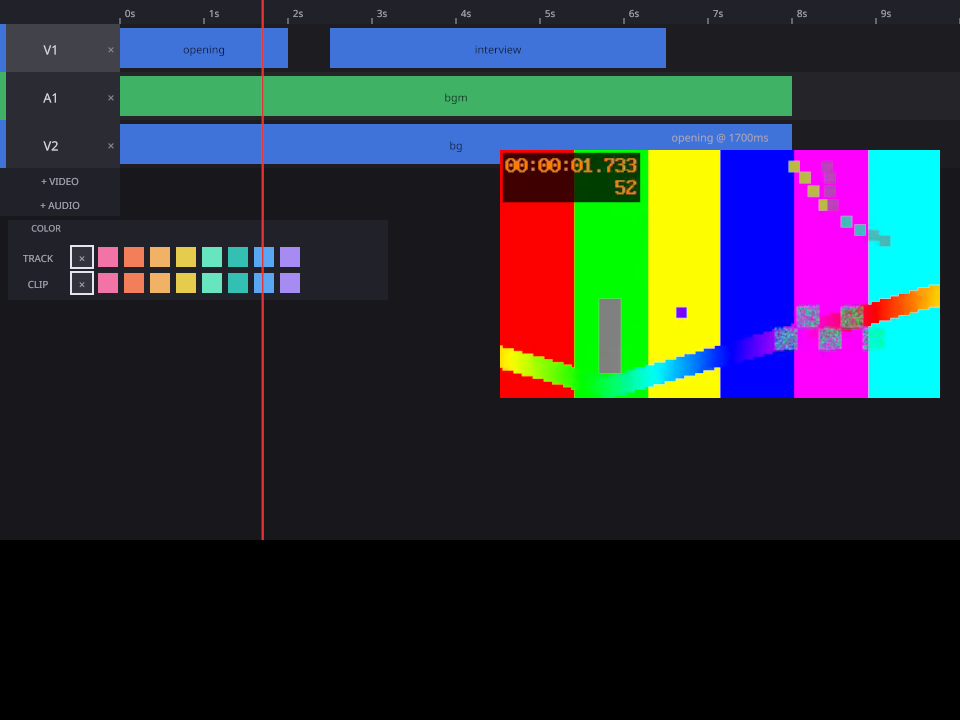 0s 1s 2s 3s 4s 5s 6s 7s 8s 9s
V1 × opening interview
A1 × bgm
V2 × bg
opening @ 1700ms
00:00:01.733
52
+ VIDEO
+ AUDIO
COLOR
TRACK ×
CLIP ×